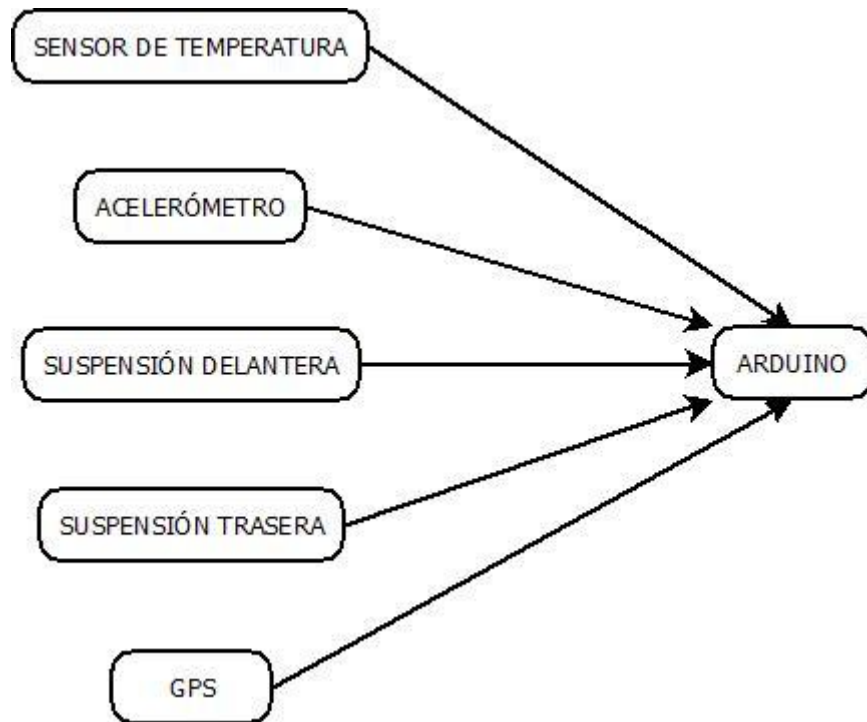 SENSOR DE TEMPERATURA
ACELERÓMETRO
SUSPENSIÓN DELANTERA
ARDUINO
SUSPENSIÓN TRASERA
GPS